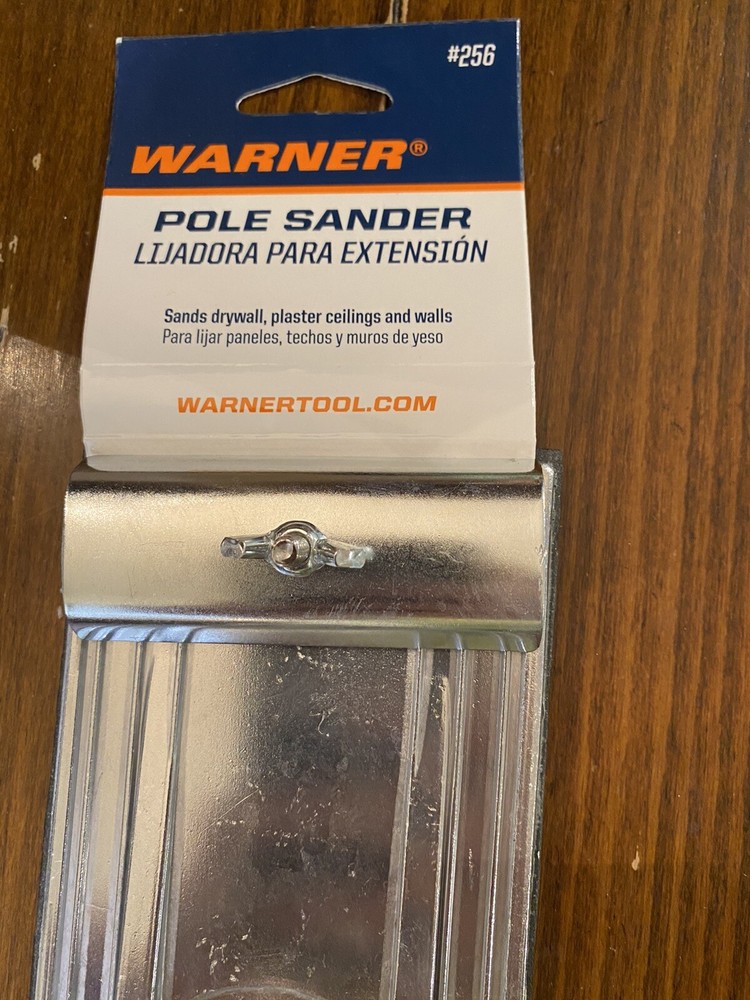 #256
WARNER®
POLE SANDER
LIJADORA PARA EXTENSIÓN
Sands drywall, plaster ceilings and walls
Para lijar paneles, techos y muros de yeso
WARNERTOOL.COM